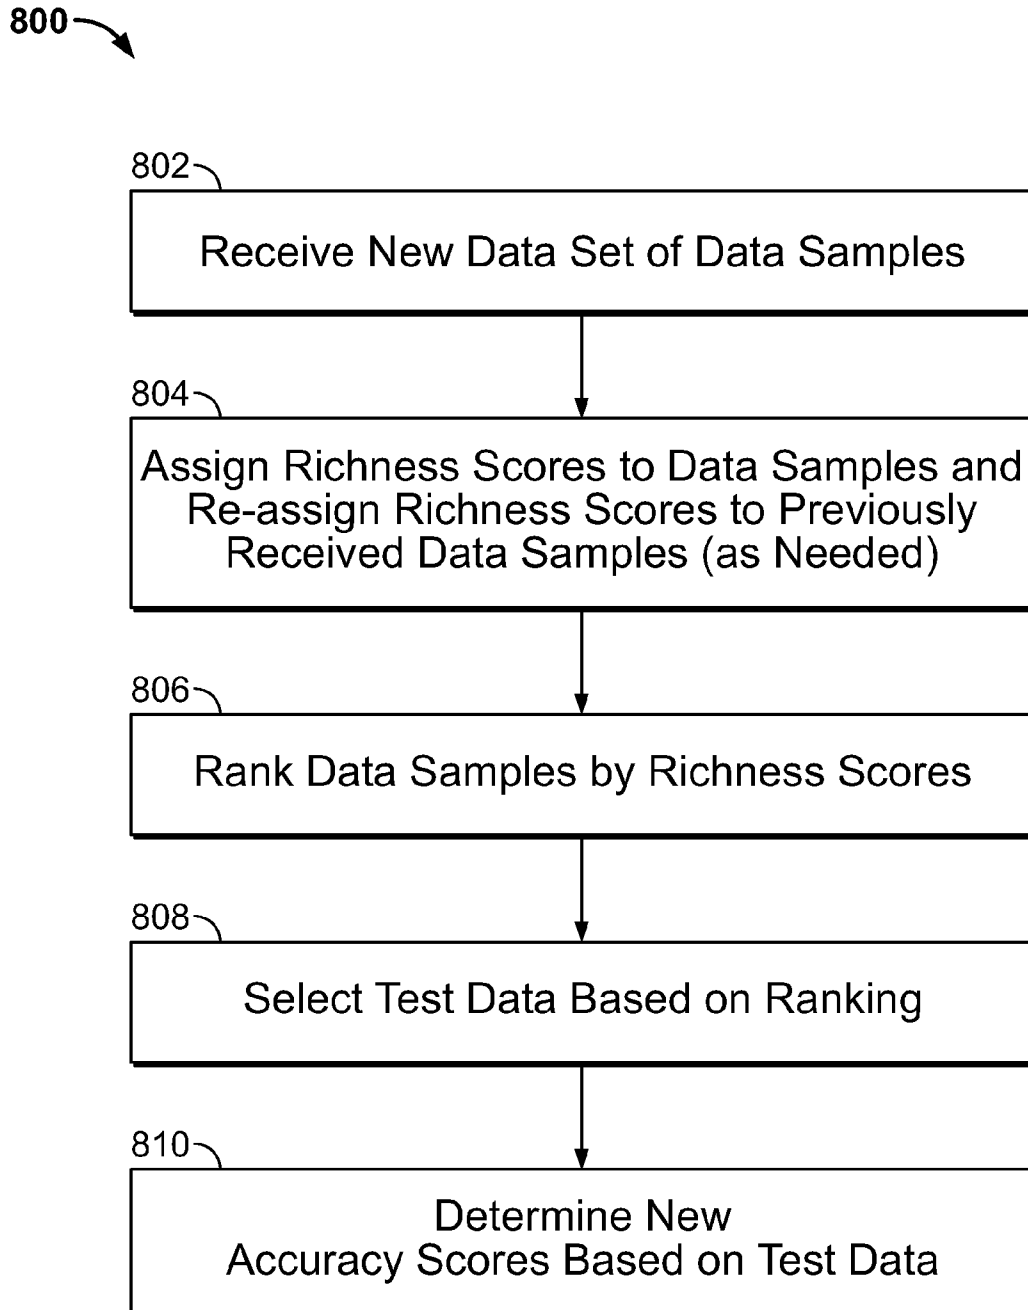 800
802
Receive New Data Set of Data Samples
804
Assign Richness Scores to Data Samples and
Re-assign Richness Scores to Previously
Received Data Samples (as Needed)
806
Rank Data Samples by Richness Scores
808
Select Test Data Based on Ranking
810
Determine New
Accuracy Scores Based on Test Data